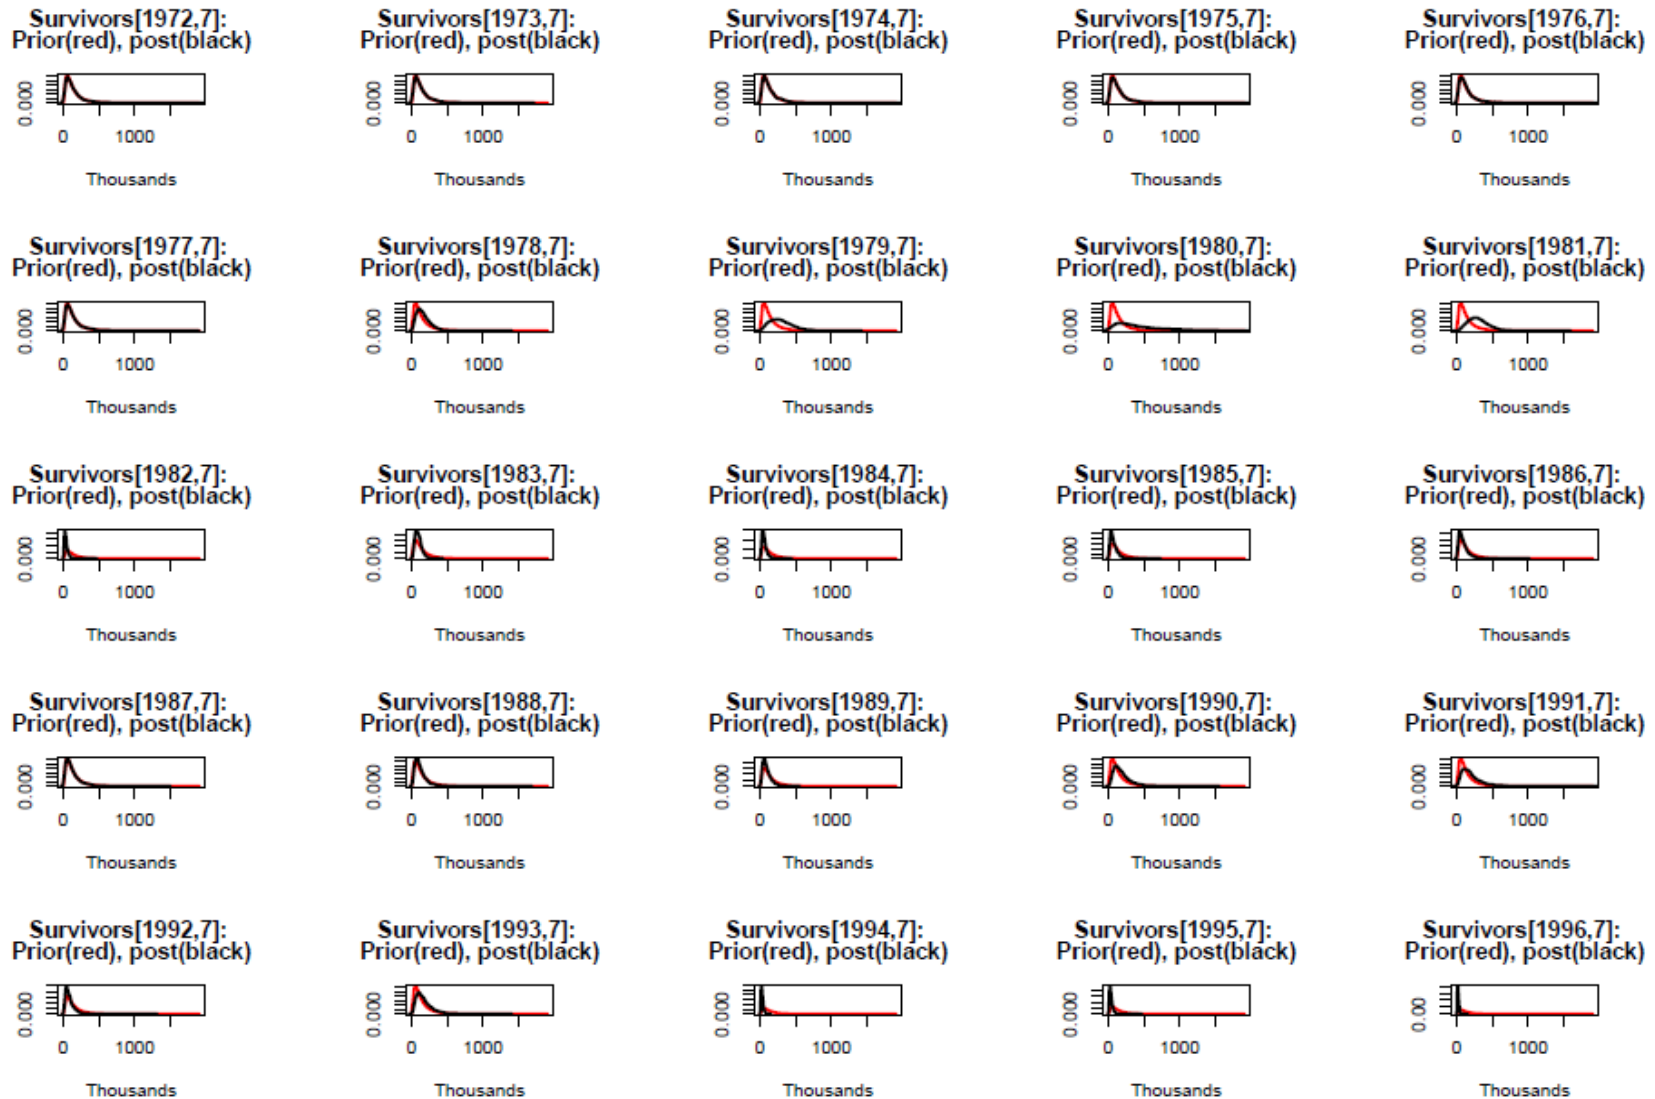 Survivors[1972,7]: Survivors[1973,7]: Survivors[1974,7]: Survivors[1975,7]: Survivors[1976,7]:
Prior(red), post(black) Prior(red), post(black) Prior(red), post(black) Prior(red), post(black) Prior(red), post(black)
0.000 0.000 0.000 0.000 0.000
0 1000 0 1000 0 1000 0 1000 0 1000
Thousands Thousands Thousands Thousands Thousands
Survivors[1977,7]: Survivors[1978,7]: Survivors[1979,7]: Survivors[1980,7]: Survivors[1981,7]:
Prior(red), post(black) Prior(red), post(black) Prior(red), post(black) Prior(red), post(black) Prior(red), post(black)
0.000 0.000 0.000 0.000 0.000
0 1000 0 1000 0 1000 0 1000 0 1000
Thousands Thousands Thousands Thousands Thousands
Survivors[1982,7]: Survivors[1983,7]: Survivors[1984,7]: Survivors[1985,7]: Survivors[1986,7]:
Prior(red), post(black) Prior(red), post(black) Prior(red), post(black) Prior(red), post(black) Prior(red), post(black)
0.000 0.000 0.000 0.000 0.000
0 1000 0 1000 0 1000 0 1000 0 1000
Thousands Thousands Thousands Thousands Thousands
Survivors[1987,7]: Survivors[1988,7]: Survivors[1989,7]: Survivors[1990,7]: Survivors[1991,7]:
Prior(red), post(black) Prior(red), post(black) Prior(red), post(black) Prior(red), post(black) Prior(red), post(black)
0.000 0.000 0.000 0.000 0.000
0 1000 0 1000 0 1000 0 1000 0 1000
Thousands Thousands Thousands Thousands Thousands
Survivors[1992,7]: Survivors[1993,7]: Survivors[1994,7]: Survivors[1995,7]: Survivors[1996,7]:
Prior(red), post(black) Prior(red), post(black) Prior(red), post(black) Prior(red), post(black) Prior(red), post(black)
0.000 0.000 0.000 0.000 0.00
0 1000 0 1000 0 1000 0 1000 0 1000
Thousands Thousands Thousands Thousands Thousands